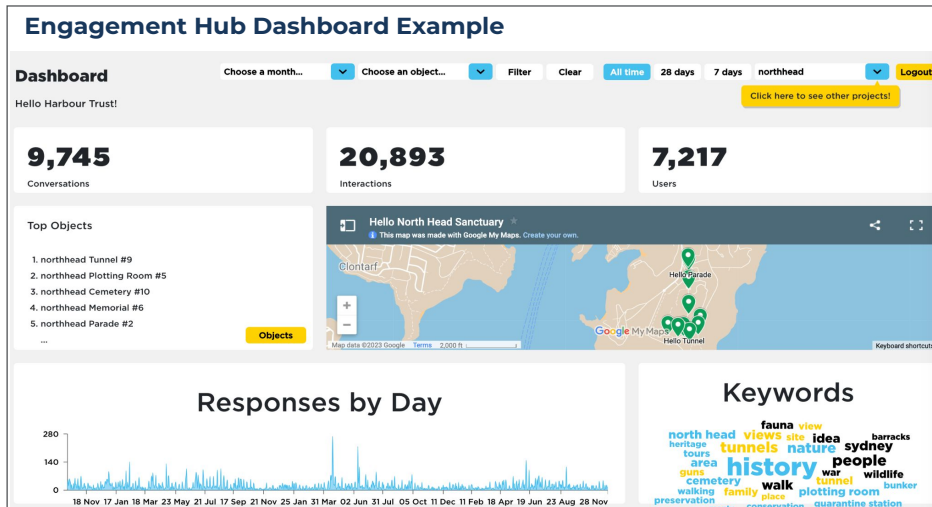 Engagement Hub Dashboard Example
Dashboard
Choose a month... Choose an object... Filter Clear All time 28 days 7 days northhead Logout
Click here to see other projects!
Hello Harbour Trust!
9,745
Conversations
20,893
Interactions
7,217
Users
Top Objects
1. northhead Tunnel #9
2. northhead Plotting Room #5
3. northhead Cemetery #10
4. northhead Memorial #6
5. northhead Parade #2
...
Objects
Hello North Head Sanctuary
This map was made with Google My Maps. Create your own.
Clontarf
Hello Parade
Google My Maps
Hello Tunnel
Map data ©2023 Google Terms 2,000 ft
Keyboard shortcuts
Responses by Day
280
140
0
18 Nov 17 Jan 18 Mar 23 May 21 Jul 17 Sep 21 Nov 25 Jan 31 Mar 02 Jun 31 Jul 05 Oct 11 Dec 11 Feb 18 Apr 19 Jun 23 Aug 28 Nov
Keywords
fauna view
north head views site idea barracks
heritage tunnels nature sydney
tours
area history people
guns war wildlife
cemetery walk tunnel bunker
walking family place plotting room
preservation conservation quarantine station